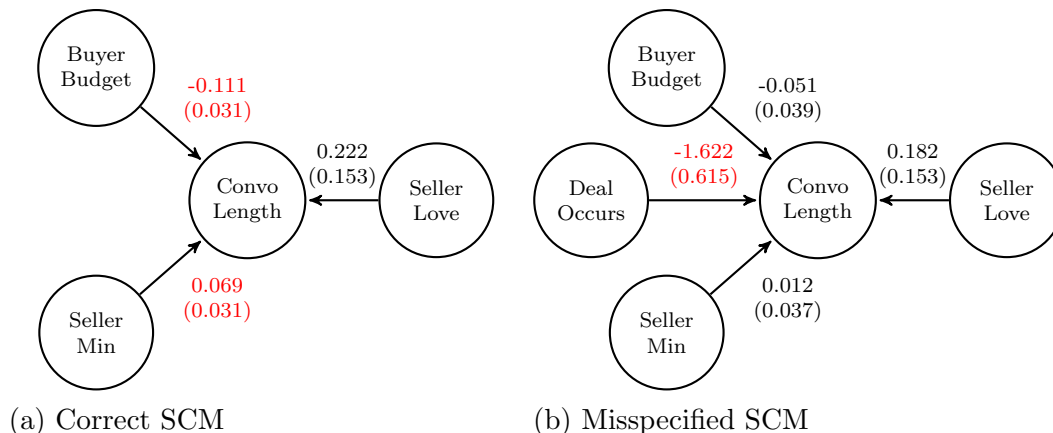 Buyer
Budget
-0.111
(0.031)
Convo
Length
0.222
(0.153)
Seller
Love
0.069
(0.031)
Seller
Min
(a) Correct SCM
Buyer
Budget
-0.051
(0.039)
Deal
Occurs
-1.622
(0.615)
Convo
Length
0.182
(0.153)
Seller
Love
0.012
(0.037)
Seller
Min
(b) Misspecified SCM